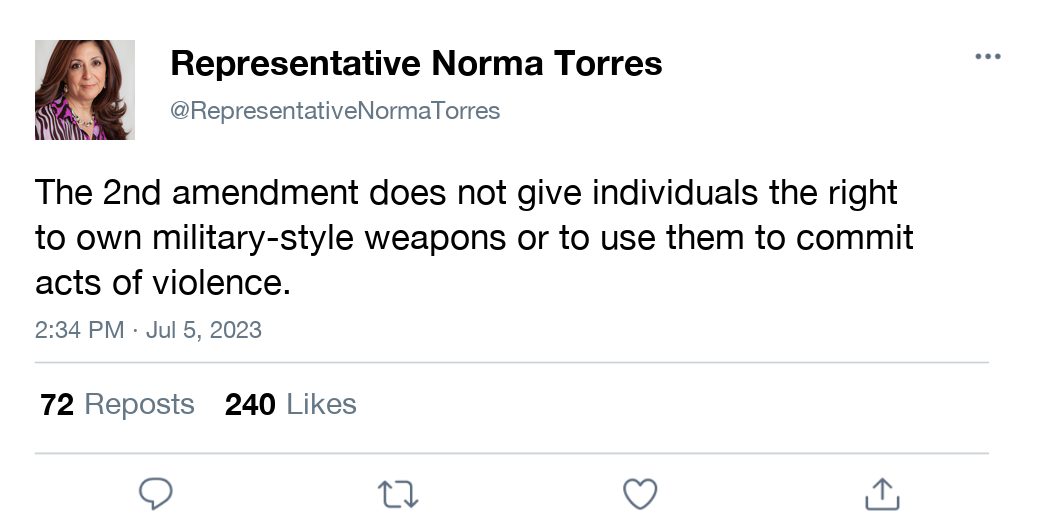 Representative Norma Torres
@RepresentativeNormaTorres
The 2nd amendment does not give individuals the right
to own military-style weapons or to use them to commit
acts of violence.
2:34 PM · Jul 5, 2023
72 Reposts 240 Likes